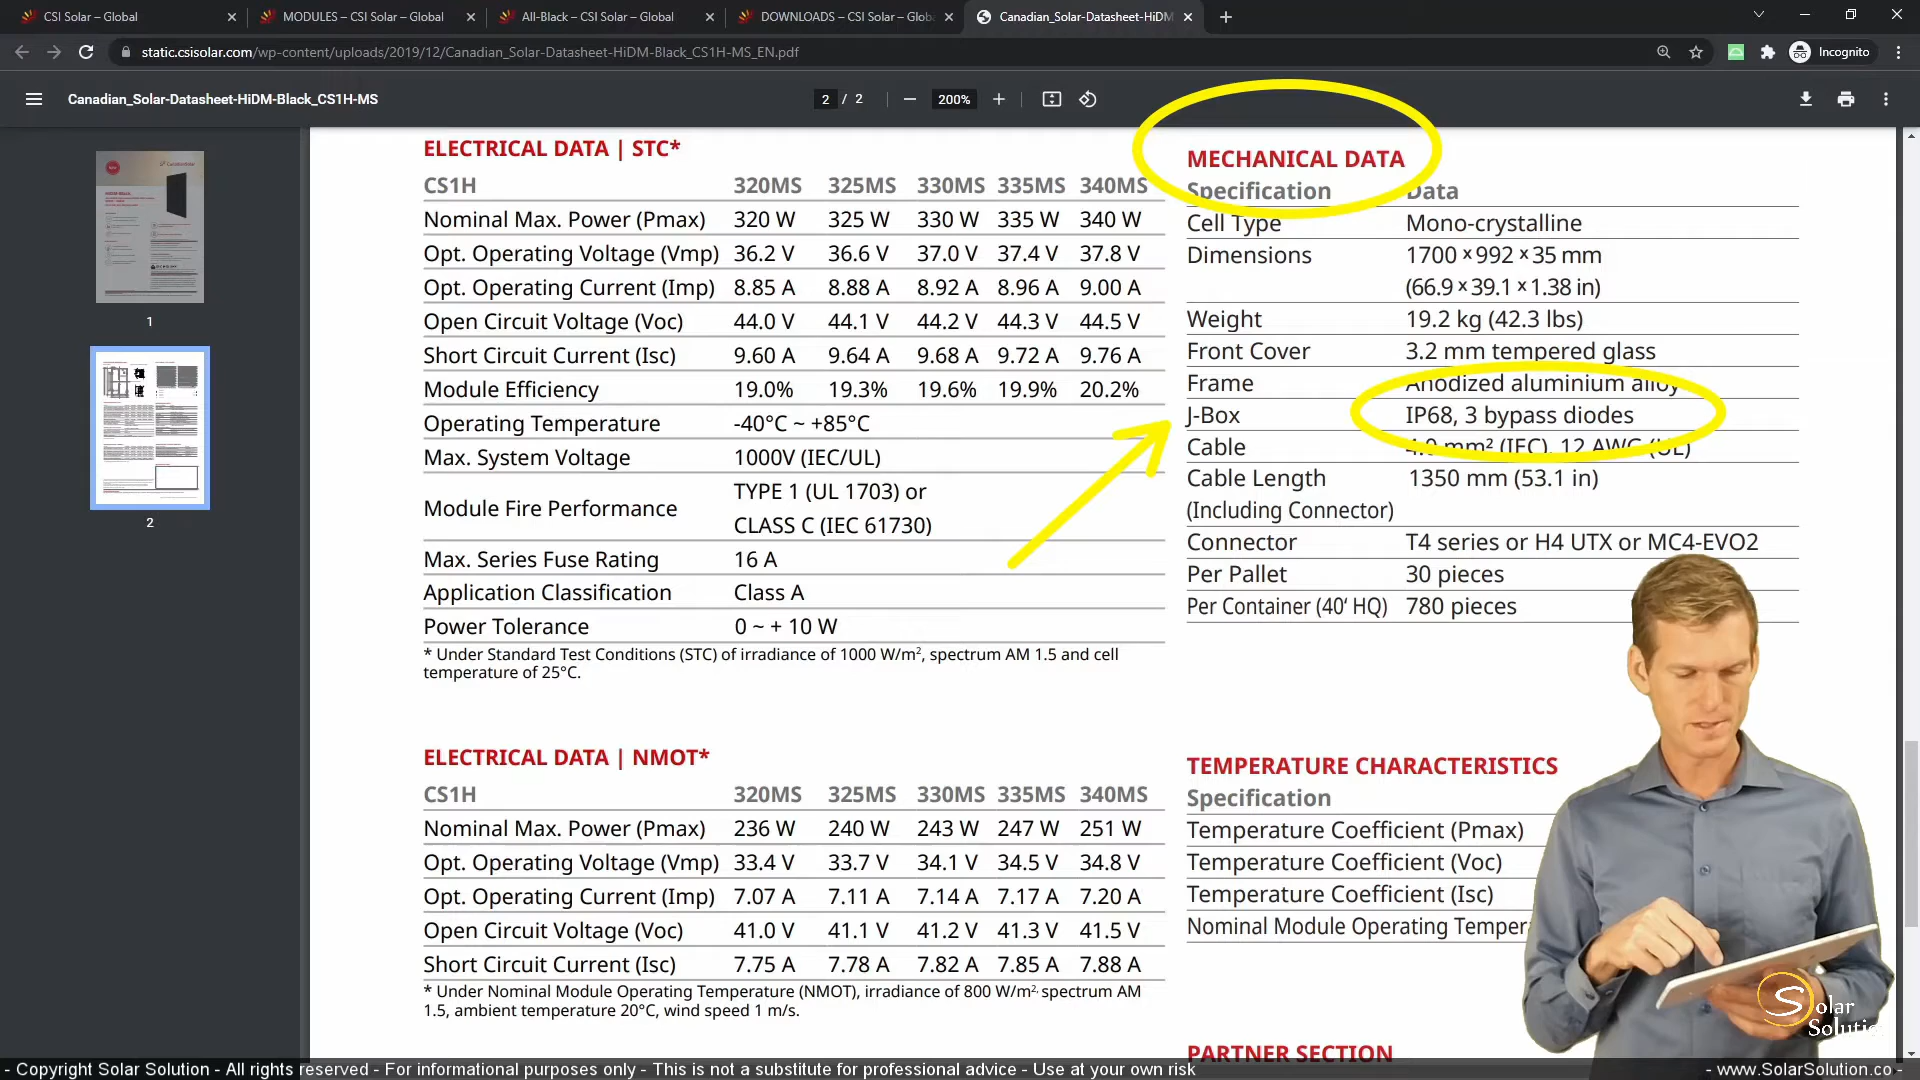 CSI Solar – Global
MODULES – CSI Solar – Global
All-Black – CSI Solar – Global
DOWNLOADS – CSI Solar – Globa
Canadian_Solar-Datasheet-HiDM
static.csisolar.com/wp-content/uploads/2019/12/Canadian_Solar-Datasheet-HiDM-Black_CS1H-MS_EN.pdf
Incognito
Canadian_Solar-Datasheet-HiDM-Black_CS1H-MS
2 / 2
200%
1
2
ELECTRICAL DATA | STC*
CS1H 320MS 325MS 330MS 335MS 340MS
Nominal Max. Power (Pmax) 320 W 325 W 330 W 335 W 340 W
Opt. Operating Voltage (Vmp) 36.2 V 36.6 V 37.0 V 37.4 V 37.8 V
Opt. Operating Current (Imp) 8.85 A 8.88 A 8.92 A 8.96 A 9.00 A
Open Circuit Voltage (Voc) 44.0 V 44.1 V 44.2 V 44.3 V 44.5 V
Short Circuit Current (Isc) 9.60 A 9.64 A 9.68 A 9.72 A 9.76 A
Module Efficiency 19.0% 19.3% 19.6% 19.9% 20.2%
Operating Temperature -40°C ~ +85°C
Max. System Voltage 1000V (IEC/UL)
Module Fire Performance TYPE 1 (UL 1703) or
CLASS C (IEC 61730)
Max. Series Fuse Rating 16 A
Application Classification Class A
Power Tolerance 0 ~ + 10 W
* Under Standard Test Conditions (STC) of irradiance of 1000 W/m², spectrum AM 1.5 and cell
temperature of 25°C.
MECHANICAL DATA
Specification Data
Cell Type Mono-crystalline
Dimensions 1700 × 992 × 35 mm
(66.9 × 39.1 × 1.38 in)
Weight 19.2 kg (42.3 lbs)
Front Cover 3.2 mm tempered glass
Frame Anodized aluminium alloy
J-Box IP68, 3 bypass diodes
Cable 4.0 mm² (IEC), 12 AWG (UL)
Cable Length 1350 mm (53.1 in)
(Including Connector)
Connector T4 series or H4 UTX or MC4-EVO2
Per Pallet 30 pieces
Per Container (40‘ HQ) 780 pieces
ELECTRICAL DATA | NMOT*
CS1H 320MS 325MS 330MS 335MS 340MS
Nominal Max. Power (Pmax) 236 W 240 W 243 W 247 W 251 W
Opt. Operating Voltage (Vmp) 33.4 V 33.7 V 34.1 V 34.5 V 34.8 V
Opt. Operating Current (Imp) 7.07 A 7.11 A 7.14 A 7.17 A 7.20 A
Open Circuit Voltage (Voc) 41.0 V 41.1 V 41.2 V 41.3 V 41.5 V
Short Circuit Current (Isc) 7.75 A 7.78 A 7.82 A 7.85 A 7.88 A
* Under Nominal Module Operating Temperature (NMOT), irradiance of 800 W/m², spectrum AM
1.5, ambient temperature 20°C, wind speed 1 m/s.
TEMPERATURE CHARACTERISTICS
Specification
Temperature Coefficient (Pmax)
Temperature Coefficient (Voc)
Temperature Coefficient (Isc)
Nominal Module Operating Temper
PARTNER SECTION
Solar
Soluti
- Copyright Solar Solution - All rights reserved - For informational purposes only - This is not a substitute for professional advice - Use at your own risk
- www.SolarSolution.co -